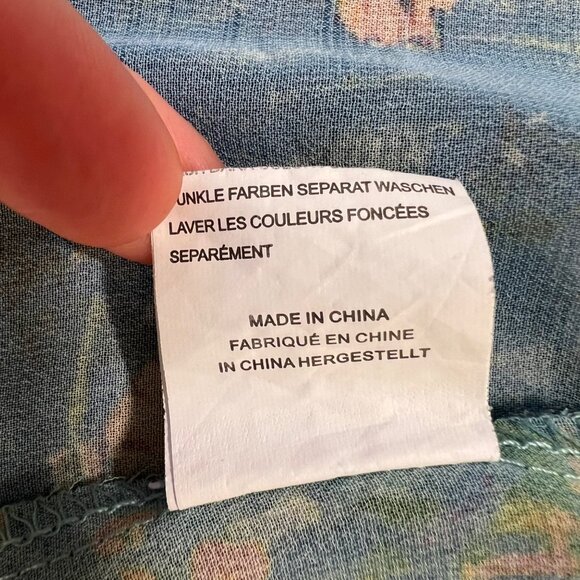 UNKLE FARBEN SEPARAT WASCHEN
LAVER LES COULEURS FONCÉES
SEPARÉMENT
MADE IN CHINA
FABRIQUÉ EN CHINE
IN CHINA HERGESTELLT